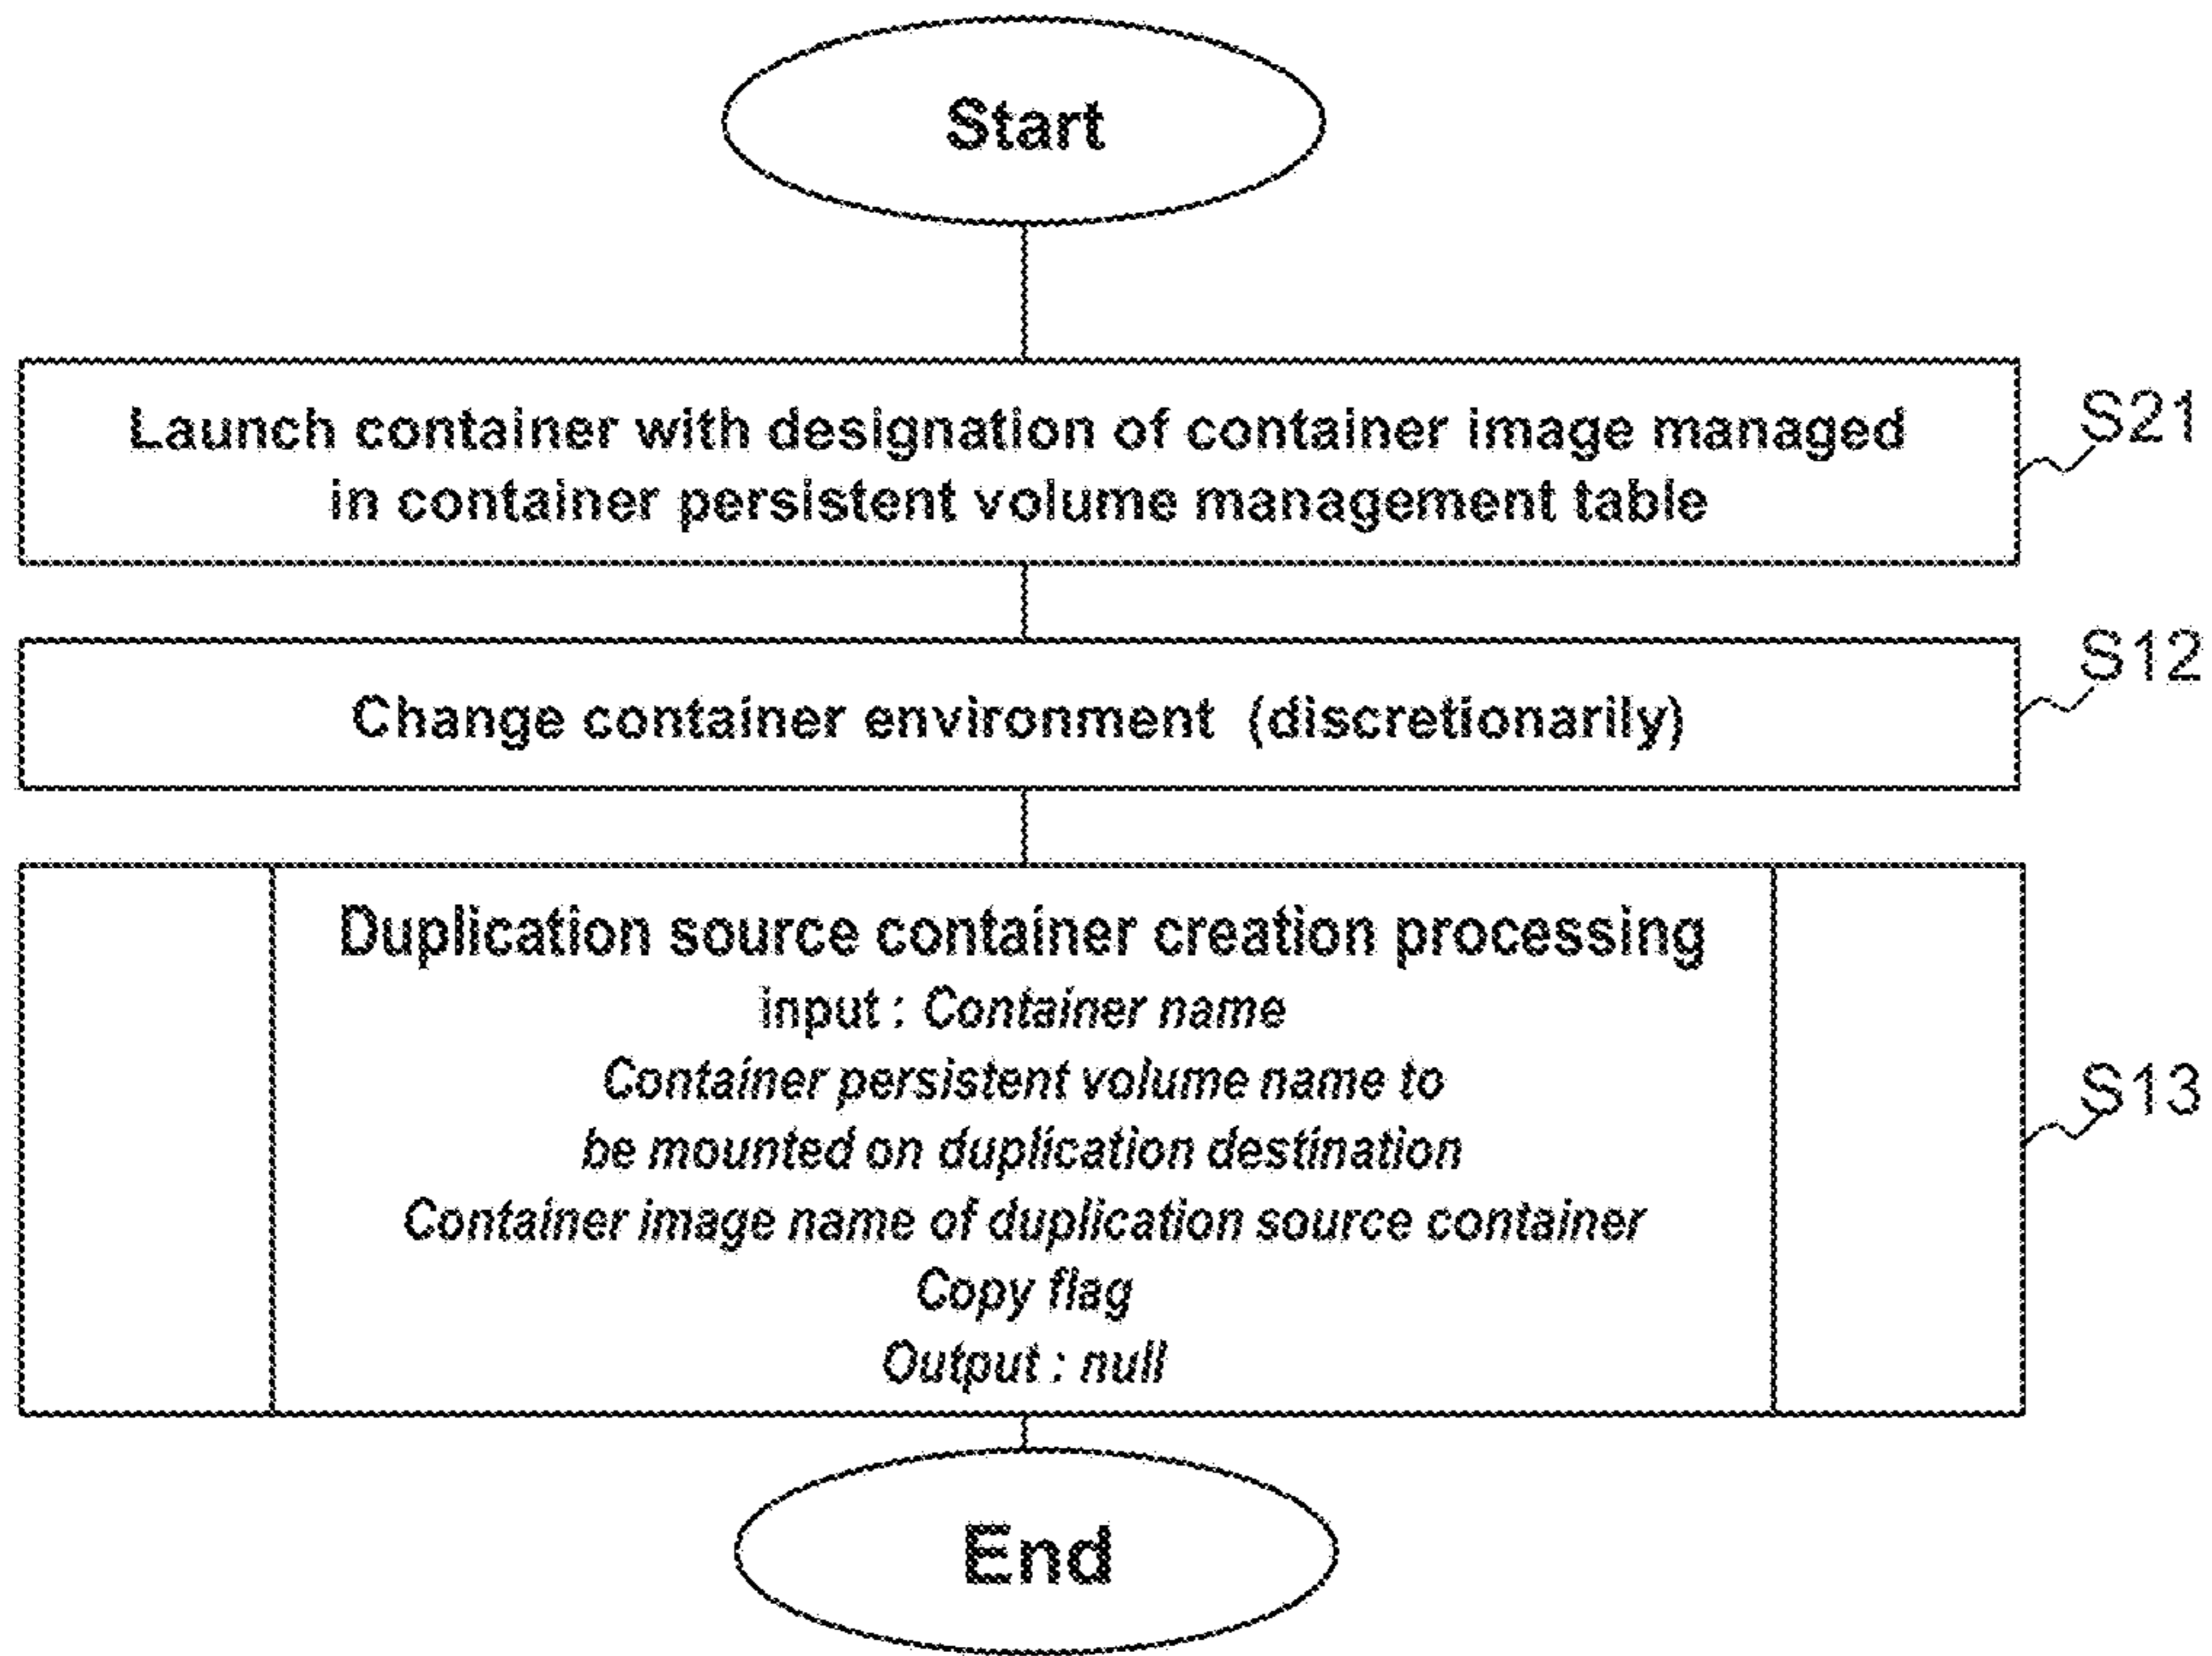 Start
Launch container with designation of container image managed
in container persistent volume management table
S21
Change container environment (discretionarily)
S12
Duplication source container creation processing
input : Container name
Container persistent volume name to
be mounted on duplication destination
Container image name of duplication source container
Copy flag
Output : null
S13
End